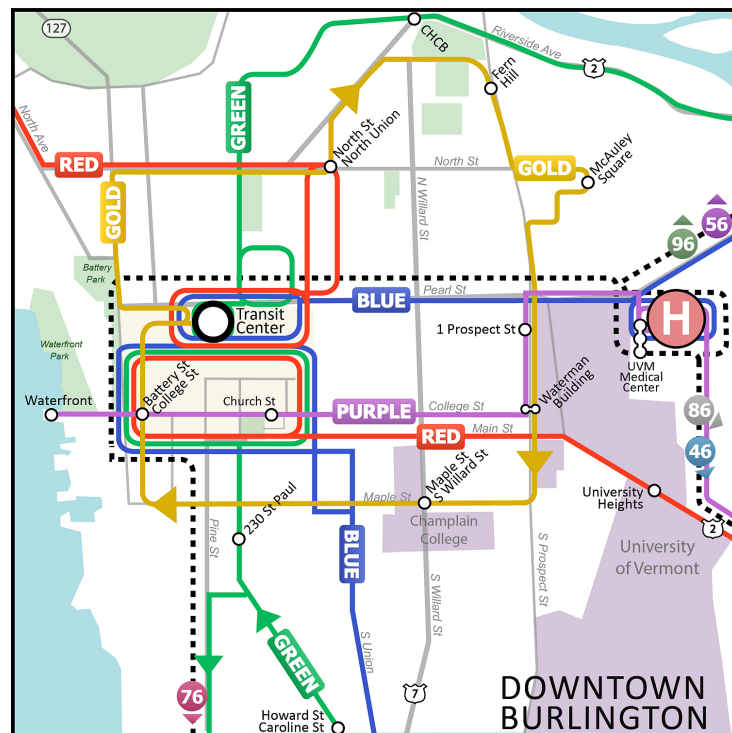 127
CHCB
Riverside Ave
2
Fern
Hill
North Ave
GREEN
North St
North Union
RED
North St
GOLD
McAuley
Square
GOLD
N Willard St
56
96
Battery
Park
Pearl St
BLUE
H
Transit
Center
1 Prospect St
Waterfront
Park
UVM
Medical
Center
Battery St
College St
Waterman
Building
Waterfront
Church St
PURPLE
College St
86
RED
Main St
46
Maple St
S Willard St
Maple St
University
Heights
230 St Paul
Champlain
College
2
Pine St
BLUE
S Prospect St
University
of Vermont
S Willard St
GREEN
S Union
76
7
DOWNTOWN
BURLINGTON
Howard St
Caroline St